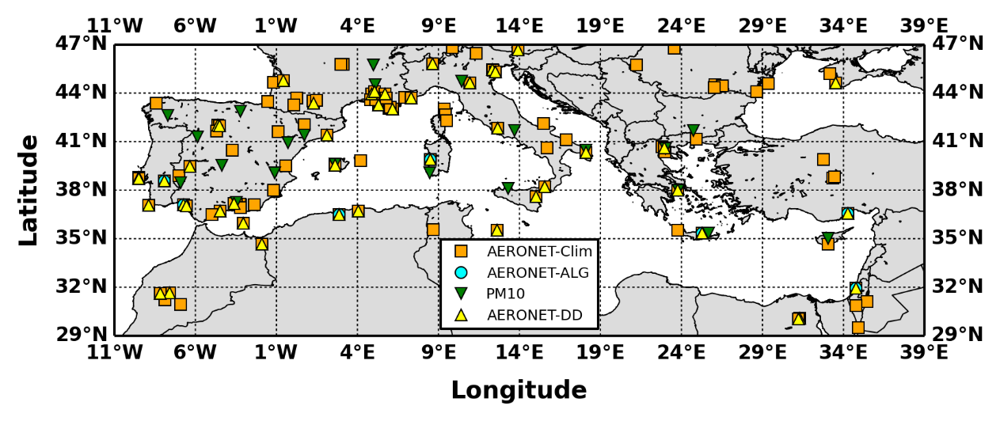 11°W 6°W 1°W 4°E 9°E 14°E 19°E 24°E 29°E 34°E 39°E
47°N 47°N
44°N 44°N
41°N 41°N
38°N 38°N
35°N 35°N
32°N 32°N
29°N 29°N
Latitude
AERONET-Clim
AERONET-ALG
PM10
AERONET-DD
11°W 6°W 1°W 4°E 9°E 14°E 19°E 24°E 29°E 34°E 39°E
Longitude